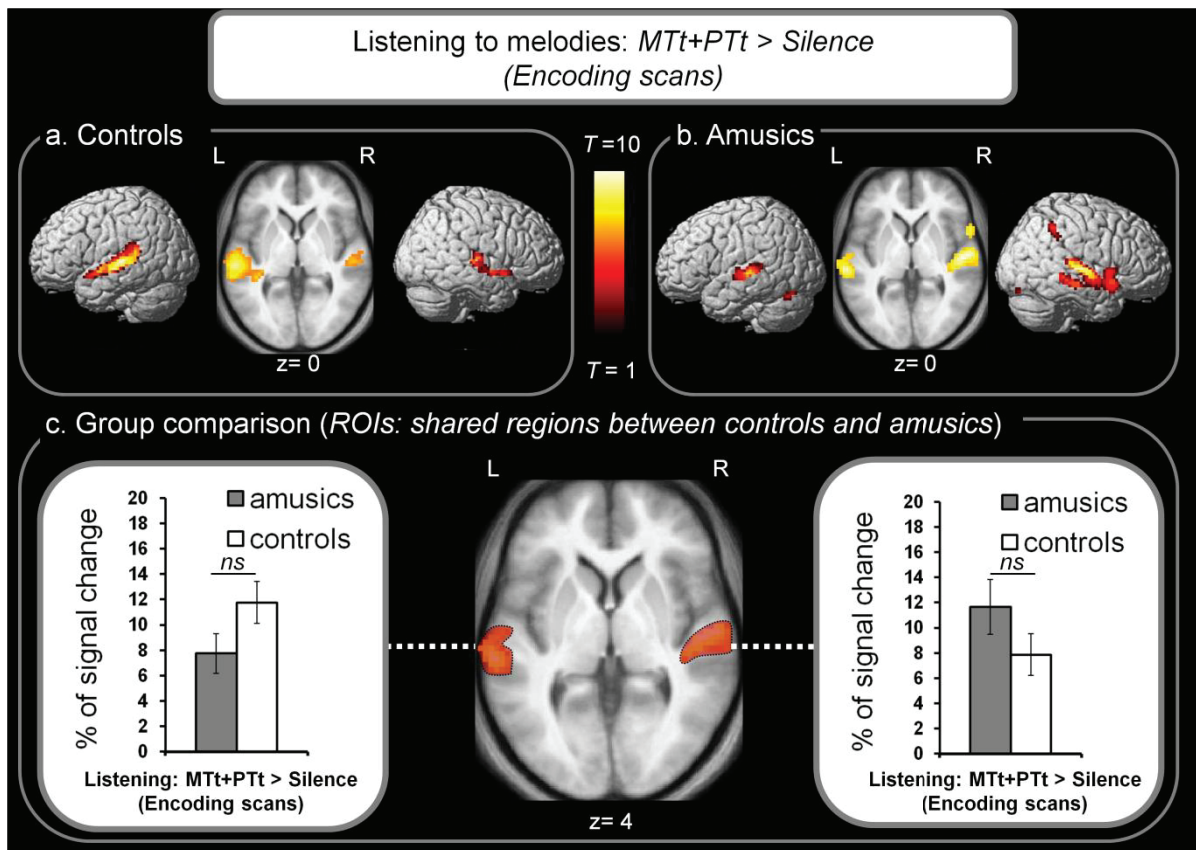 Listening to melodies: MTt+PTt > Silence
(Encoding scans)
a. Controls
L
R
z= 0
T =10
T = 1
b. Amusics
L
R
z= 0
c. Group comparison (ROIs: shared regions between controls and amusics)
% of signal change
20
18
16
14
12
10
8
6
4
2
0
amusics
controls
ns
Listening: MTt+PTt > Silence
(Encoding scans)
L
R
z= 4
% of signal change
20
18
16
14
12
10
8
6
4
2
0
amusics
controls
ns
Listening: MTt+PTt > Silence
(Encoding scans)